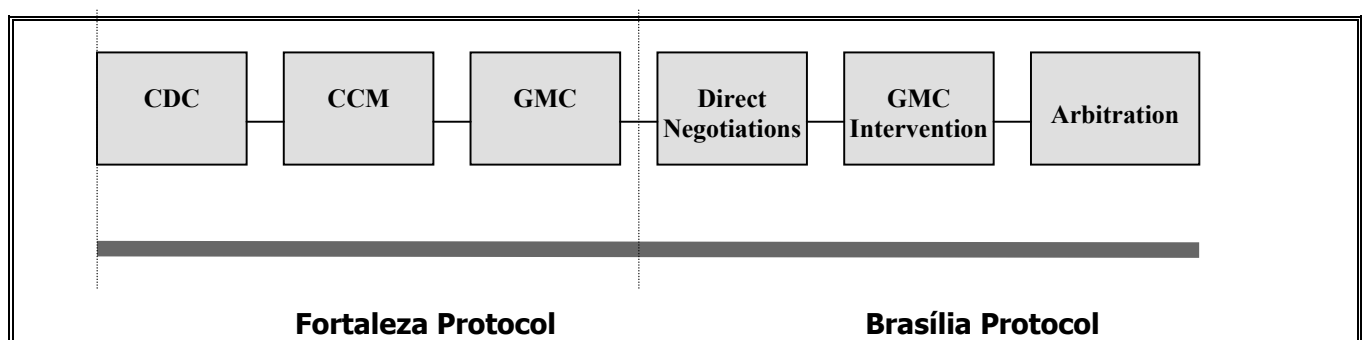 CDC
CCM
GMC
Direct
Negotiations
GMC
Intervention
Arbitration
Fortaleza Protocol
Brasília Protocol